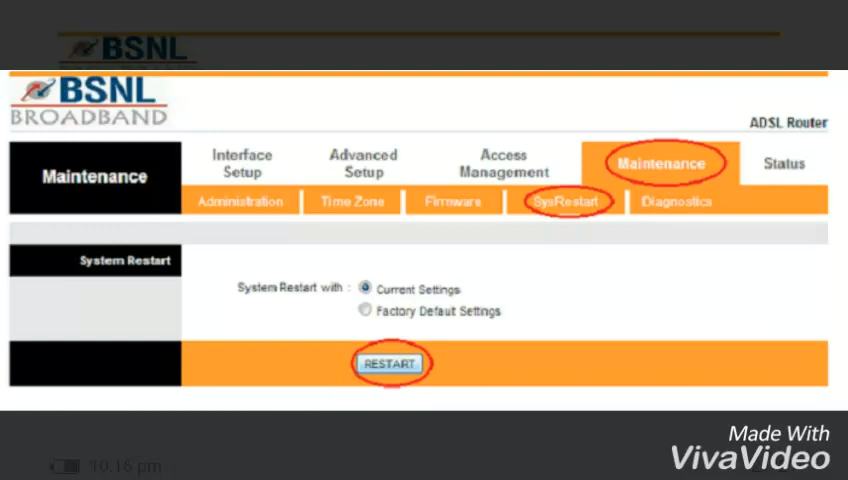 BSNL
BSNL
BROADBAND
ADSL Router
Maintenance
Interface Setup
Advanced Setup
Access Management
Maintenance
Status
Administration
Time Zone
Firmware
SysRestart
Diagnostics
System Restart
System Restart with :
Current Settings
Factory Default Settings
RESTART
Made With
VivaVideo
10.16 pm